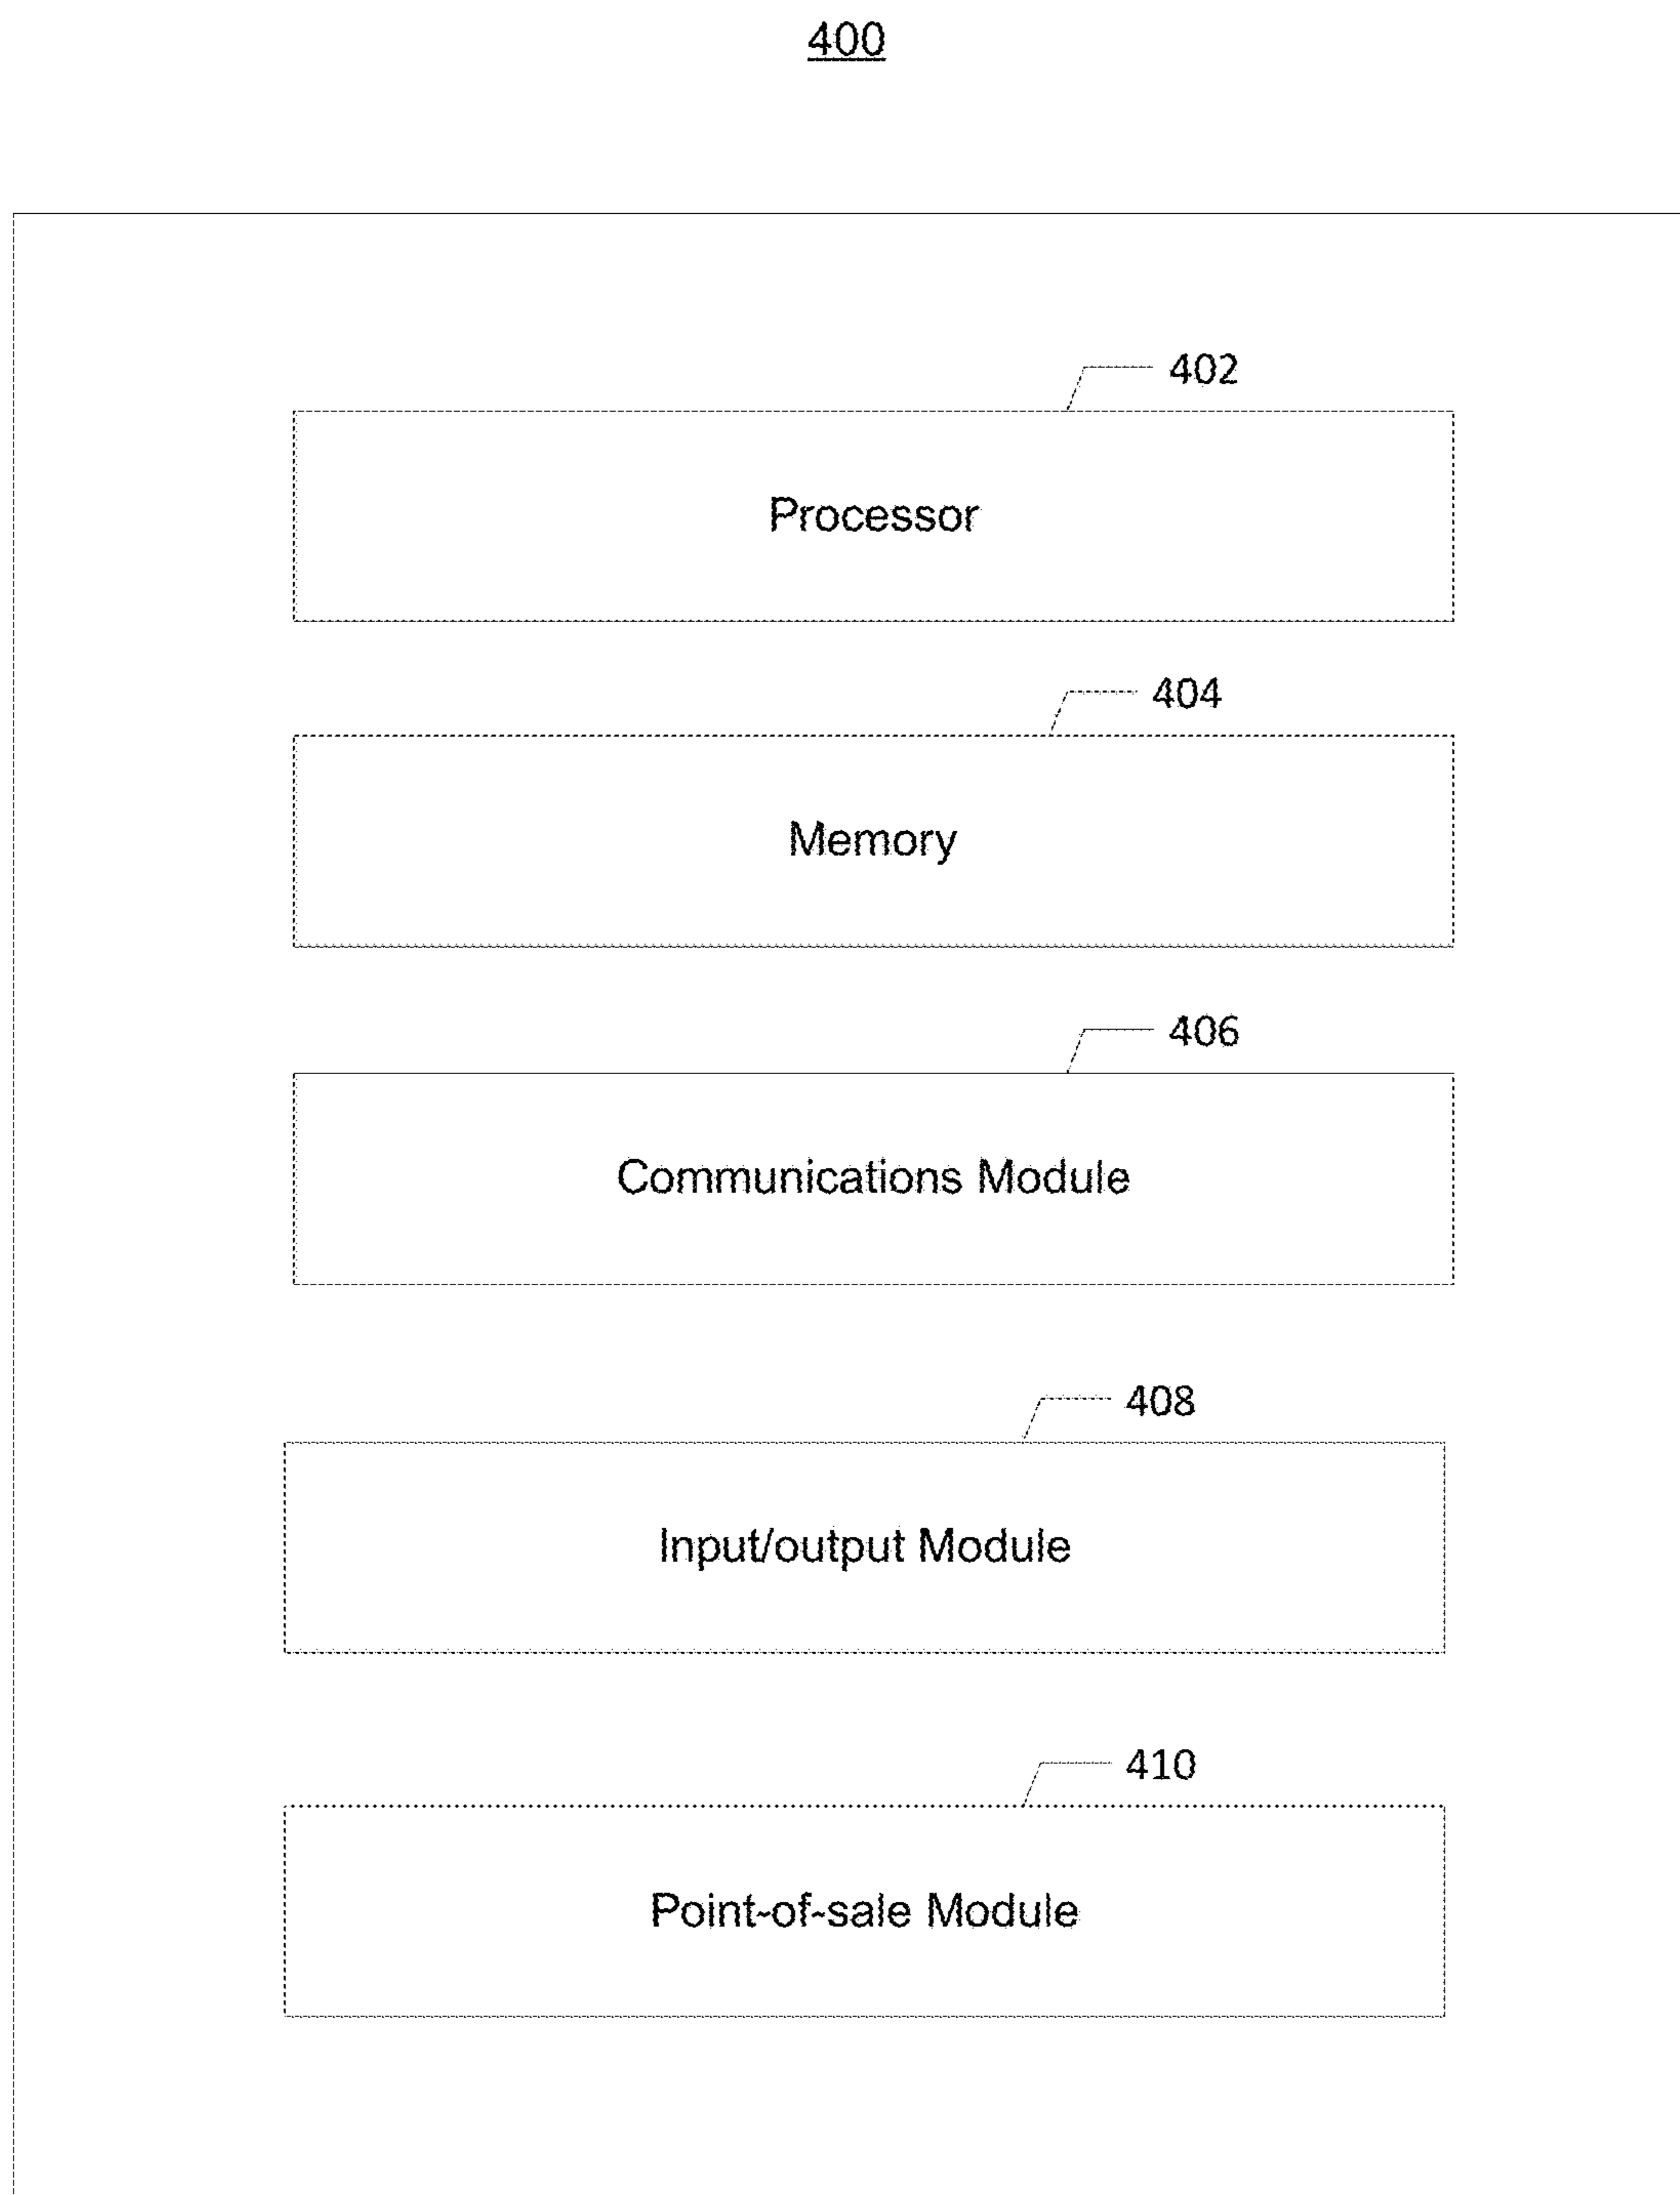 400
402
Processor
404
Memory
406
Communications Module
408
Input/output Module
410
Point-of-sale Module